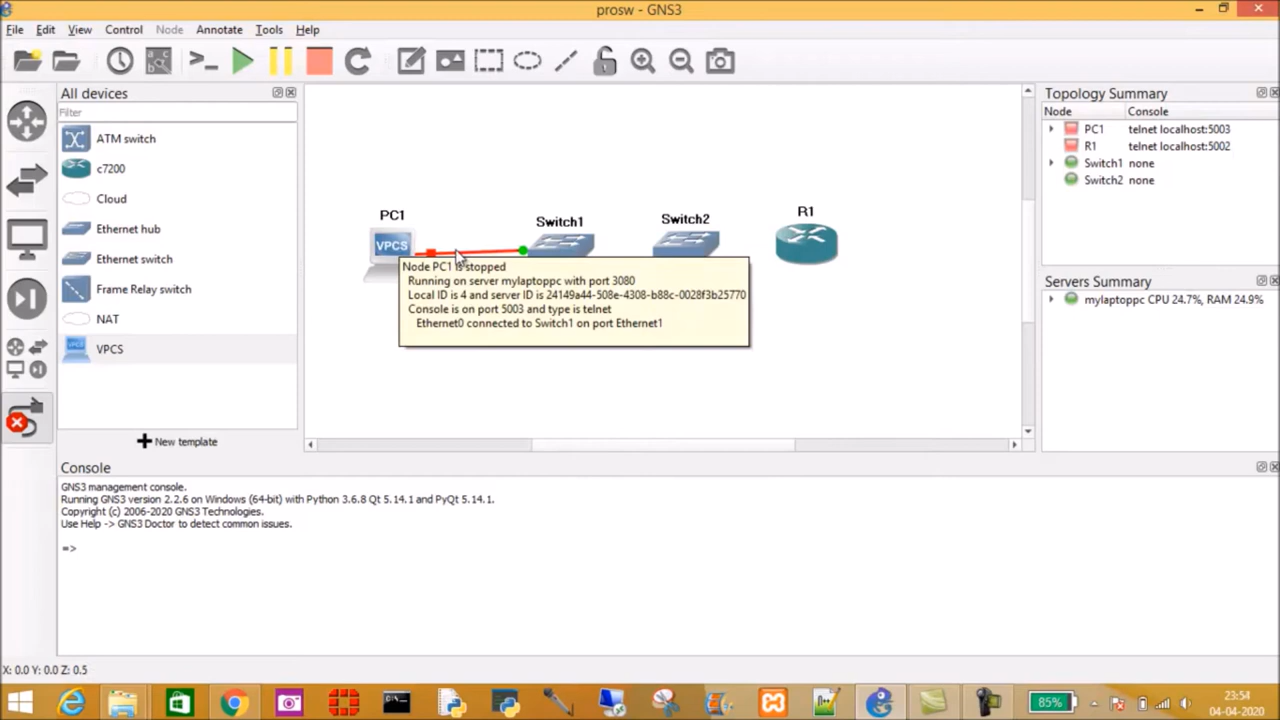 prosw - GNS3
File Edit View Control Node Annotate Tools Help
All devices
Filter
ATM switch
c7200
Cloud
Ethernet hub
Ethernet switch
Frame Relay switch
NAT
VPCS
New template
PC1
VPCS
Switch1
Switch2
R1
Node PC1 is stopped
Running on server mylaptoppc with port 3080
Local ID is 4 and server ID is 24149a44-508e-4308-b88c-0028f3b25770
Console is on port 5003 and type is telnet
Ethernet0 connected to Switch1 on port Ethernet1
Topology Summary
Node Console
PC1 telnet localhost:5003
R1 telnet localhost:5002
Switch1 none
Switch2 none
Servers Summary
mylaptoppc CPU 24.7%, RAM 24.9%
Console
GNS3 management console.
Running GNS3 version 2.2.6 on Windows (64-bit) with Python 3.6.8 Qt 5.14.1 and PyQt 5.14.1.
Copyright (c) 2006-2020 GNS3 Technologies.
Use Help -> GNS3 Doctor to detect common issues.
=>
X: 0.0 Y: 0.0 Z: 0.5
85%
23:54
04-04-2020